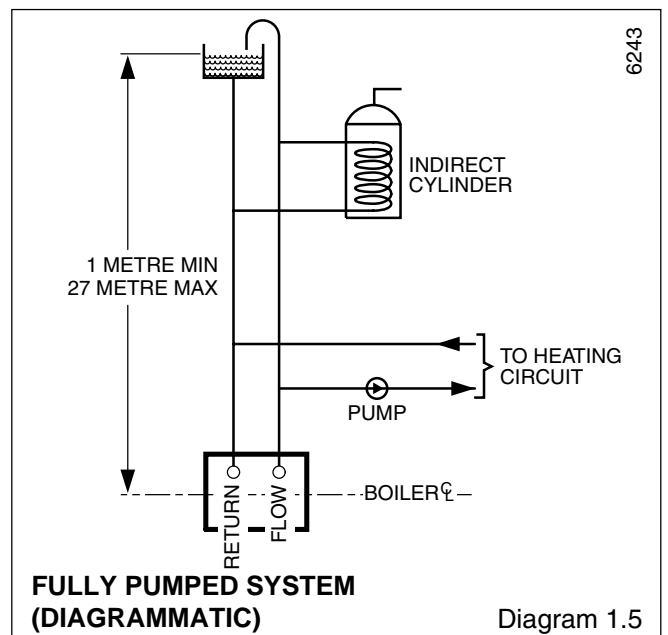 6243
INDIRECT
CYLINDER
1 METRE MIN
27 METRE MAX
TO HEATING
CIRCUIT
PUMP
RETURN
FLOW
BOILER ℄
FULLY PUMPED SYSTEM
(DIAGRAMMATIC)
Diagram 1.5